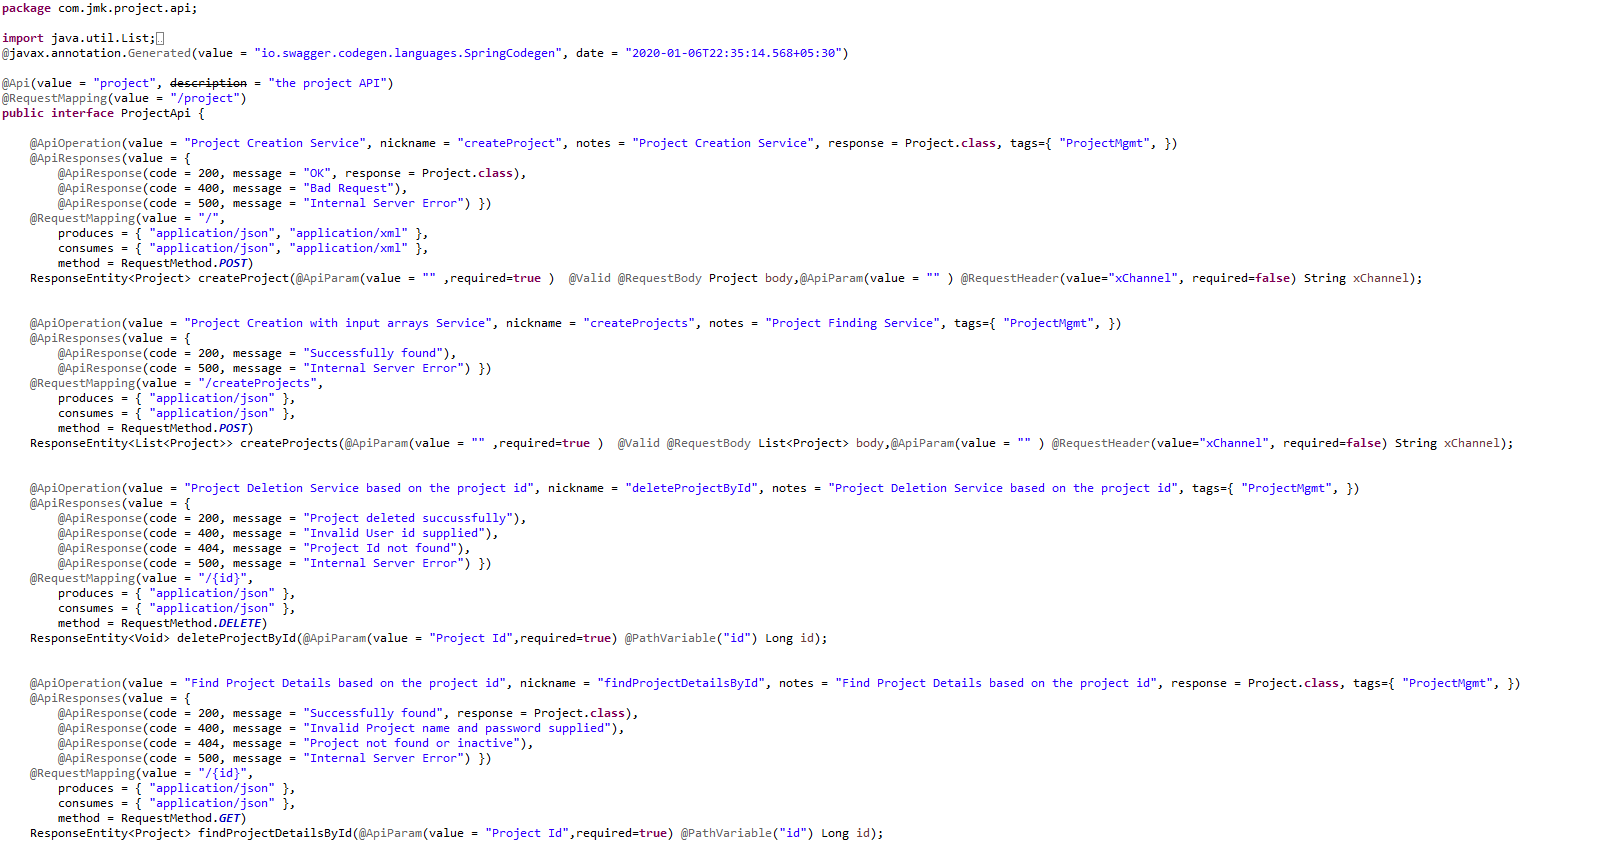 package com.jmk.project.api;
import java.util.List;
@javax.annotation.Generated(value = "io.swagger.codegen.languages.SpringCodegen", date = "2020-01-06T22:35:14.568+05:30")
@Api(value = "project", description = "the project API")
@RequestMapping(value = "/project")
public interface ProjectApi {
@ApiOperation(value = "Project Creation Service", nickname = "createProject", notes = "Project Creation Service", response = Project.class, tags={ "ProjectMgmt", })
@ApiResponses(value = {
@ApiResponse(code = 200, message = "OK", response = Project.class),
@ApiResponse(code = 400, message = "Bad Request"),
@ApiResponse(code = 500, message = "Internal Server Error") })
@RequestMapping(value = "/",
produces = { "application/json", "application/xml" },
consumes = { "application/json", "application/xml" },
method = RequestMethod.POST)
ResponseEntity<Project> createProject(@ApiParam(value = "" ,required=true )  @Valid @RequestBody Project body,@ApiParam(value = "" ) @RequestHeader(value="xChannel", required=false) String xChannel);
@ApiOperation(value = "Project Creation with input arrays Service", nickname = "createProjects", notes = "Project Finding Service", tags={ "ProjectMgmt", })
@ApiResponses(value = {
@ApiResponse(code = 200, message = "Successfully found"),
@ApiResponse(code = 500, message = "Internal Server Error") })
@RequestMapping(value = "/createProjects",
produces = { "application/json" },
consumes = { "application/json" },
method = RequestMethod.POST)
ResponseEntity<List<Project>> createProjects(@ApiParam(value = "" ,required=true )  @Valid @RequestBody List<Project> body,@ApiParam(value = "" ) @RequestHeader(value="xChannel", required=false) String xChannel);
@ApiOperation(value = "Project Deletion Service based on the project id", nickname = "deleteProjectById", notes = "Project Deletion Service based on the project id", tags={ "ProjectMgmt", })
@ApiResponses(value = {
@ApiResponse(code = 200, message = "Project deleted succussfully"),
@ApiResponse(code = 400, message = "Invalid User id supplied"),
@ApiResponse(code = 404, message = "Project Id not found"),
@ApiResponse(code = 500, message = "Internal Server Error") })
@RequestMapping(value = "/{id}",
produces = { "application/json" },
consumes = { "application/json" },
method = RequestMethod.DELETE)
ResponseEntity<Void> deleteProjectById(@ApiParam(value = "Project Id",required=true) @PathVariable("id") Long id);
@ApiOperation(value = "Find Project Details based on the project id", nickname = "findProjectDetailsById", notes = "Find Project Details based on the project id", response = Project.class, tags={ "ProjectMgmt", })
@ApiResponses(value = {
@ApiResponse(code = 200, message = "Successfully found", response = Project.class),
@ApiResponse(code = 400, message = "Invalid Project name and password supplied"),
@ApiResponse(code = 404, message = "Project not found or inactive"),
@ApiResponse(code = 500, message = "Internal Server Error") })
@RequestMapping(value = "/{id}",
produces = { "application/json" },
consumes = { "application/json" },
method = RequestMethod.GET)
ResponseEntity<Project> findProjectDetailsById(@ApiParam(value = "Project Id",required=true) @PathVariable("id") Long id);